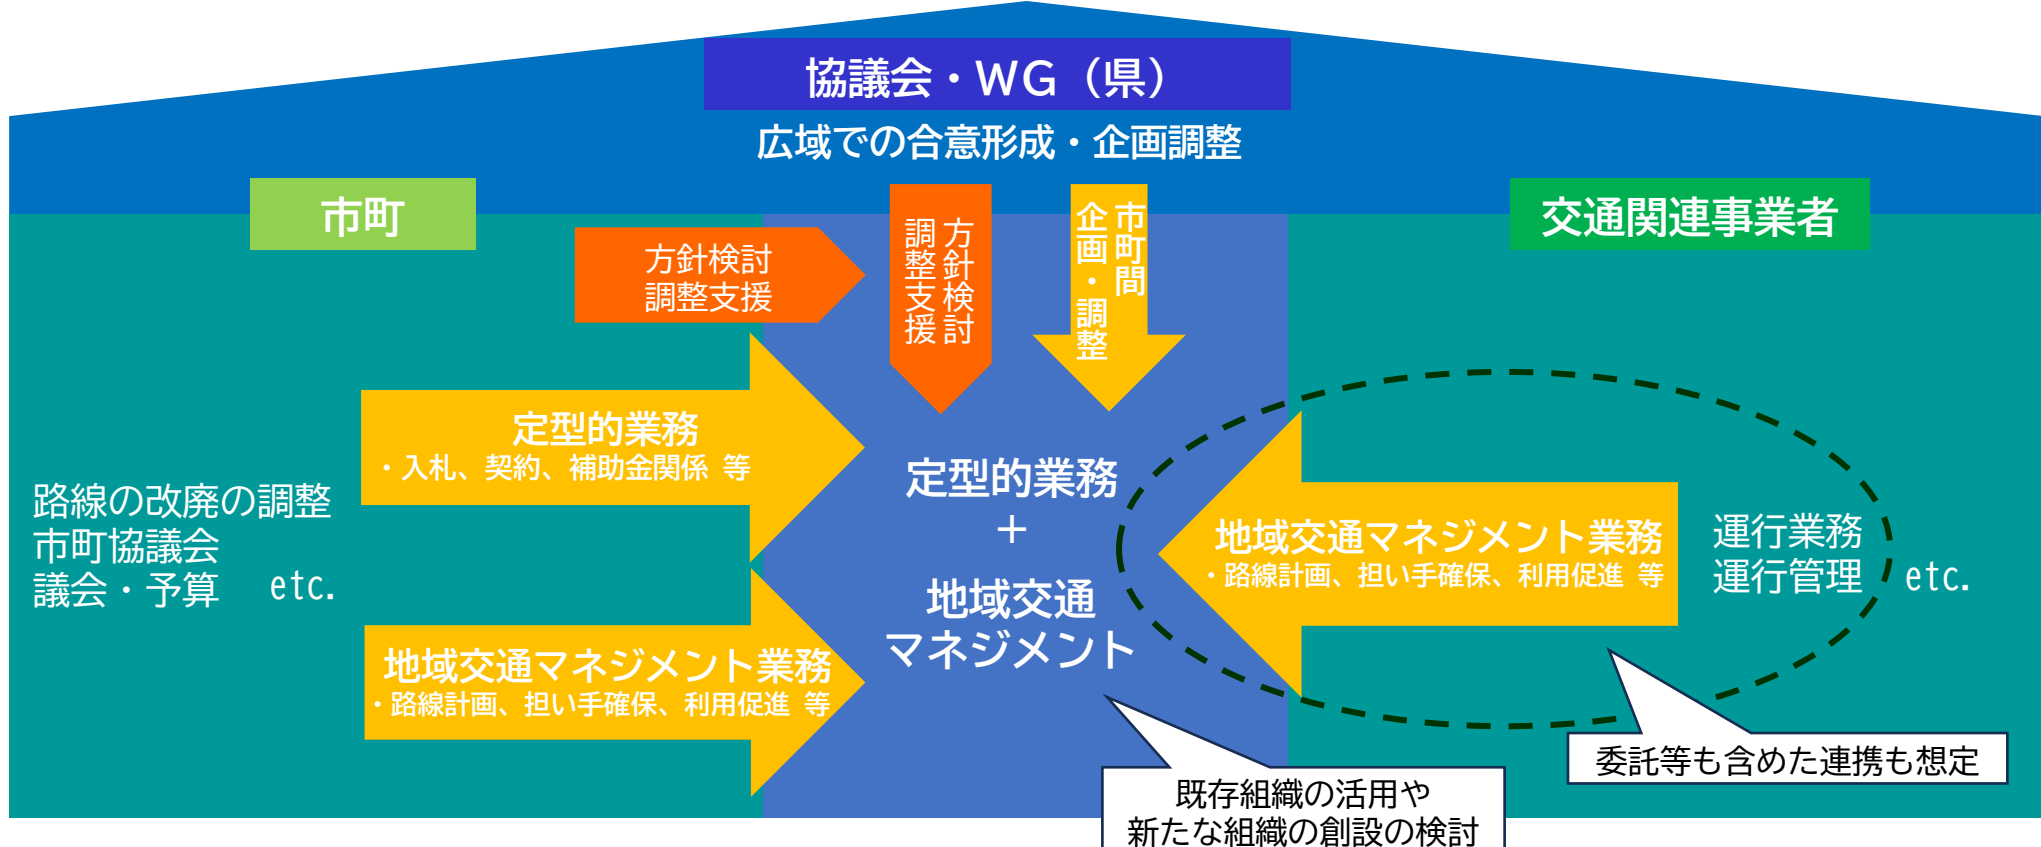 協議会・WG（県）
広域での合意形成・企画調整
市町
交通関連事業者
方針検討
調整支援
方針検討
調整支援
市町間
企画・調整
定型的業務
・入札、契約、補助金関係 等
路線の改廃の調整
市町協議会
議会・予算 etc.
地域交通マネジメント業務
・路線計画、担い手確保、利用促進 等
定型的業務
＋
地域交通
マネジメント
地域交通マネジメント業務
・路線計画、担い手確保、利用促進 等
運行業務
運行管理 etc.
委託等も含めた連携も想定
既存組織の活用や
新たな組織の創設の検討